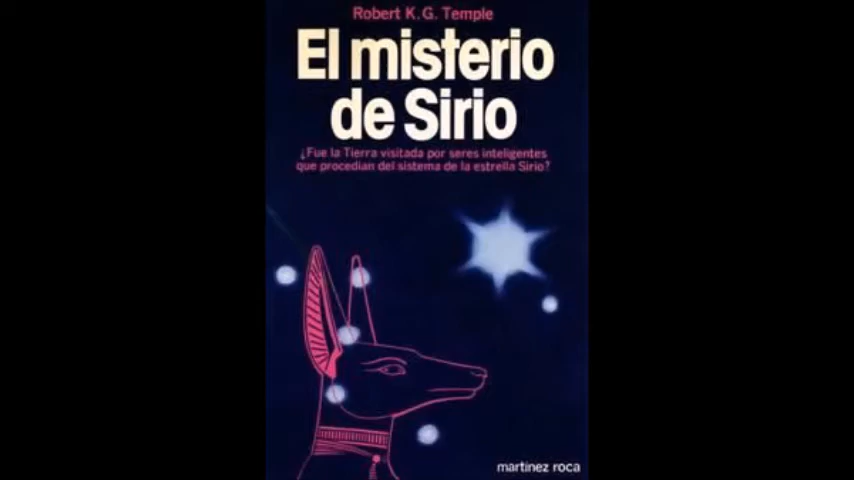 Robert K. G. Temple
El misterio
de Sirio
¿Fue la Tierra visitada por seres inteligentes
que procedían del sistema de la estrella Sirio?
martínez roca